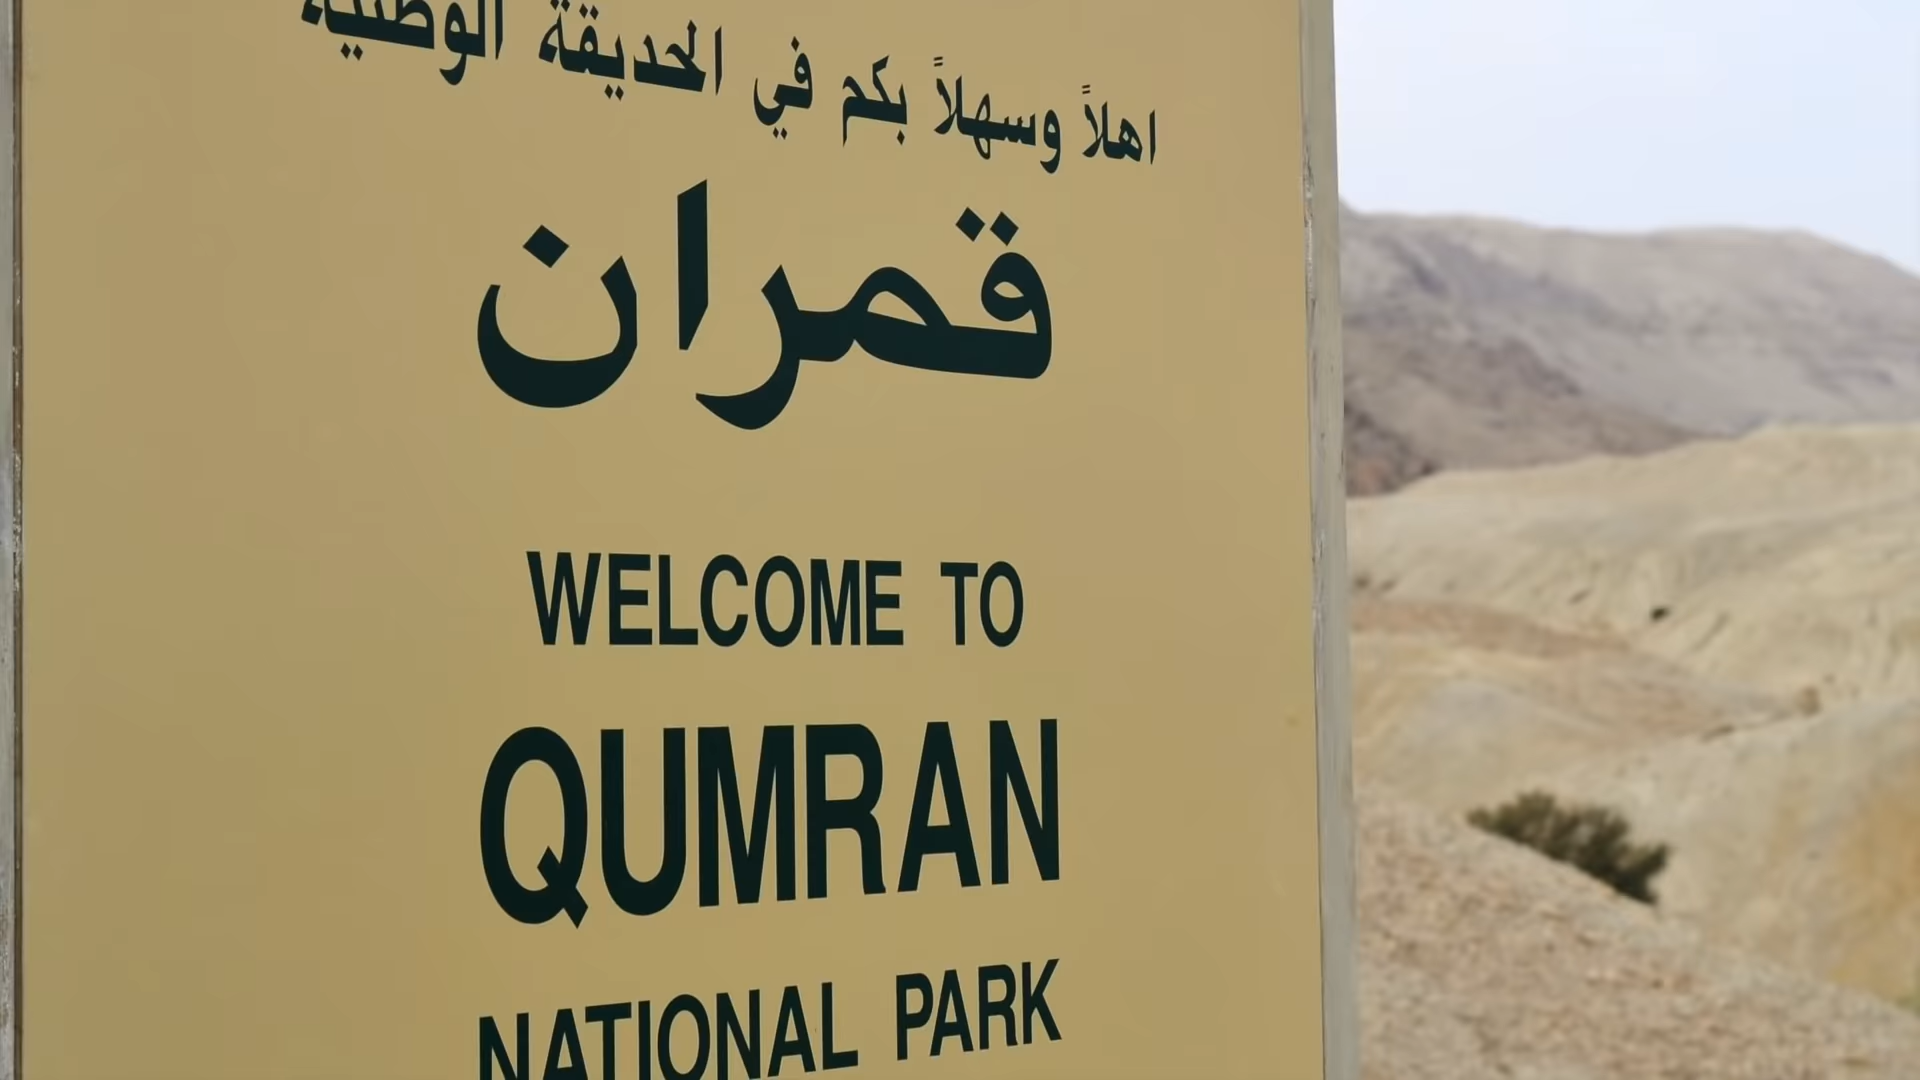 اهلاً وسهلاً بكم في الحديقة الوطنية
قمران
WELCOME TO
QUMRAN
NATIONAL PARK